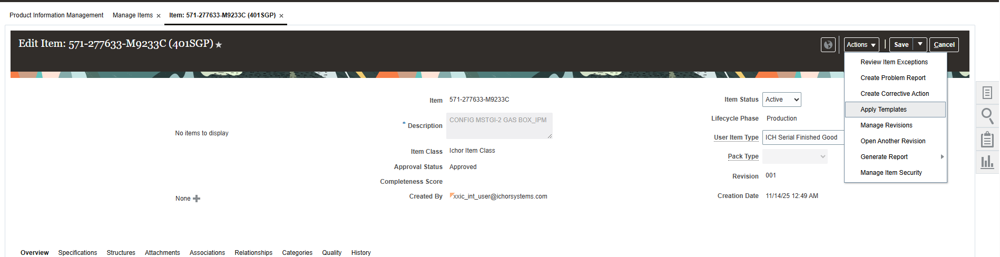 Product Information Management Manage Items × Item: 571-277633-M9233C (401SGP) ×
Edit Item: 571-277633-M9233C (401SGP)
Actions | Save Cancel
Review Item Exceptions
Create Problem Report
Create Corrective Action
Apply Templates
Manage Revisions
Open Another Revision
Generate Report
Manage Item Security
No items to display
None
Item 571-277633-M9233C
* Description CONFIG MSTGI-2 GAS BOX_IPM
Item Class Ichor Item Class
Approval Status Approved
Completeness Score
Created By xxic_int_user@ichorsystems.com
Item Status Active
Lifecycle Phase Production
User Item Type ICH Serial Finished Good
Pack Type
Revision 001
Creation Date 11/14/25 12:49 AM
Overview Specifications Structures Attachments Associations Relationships Categories Quality History